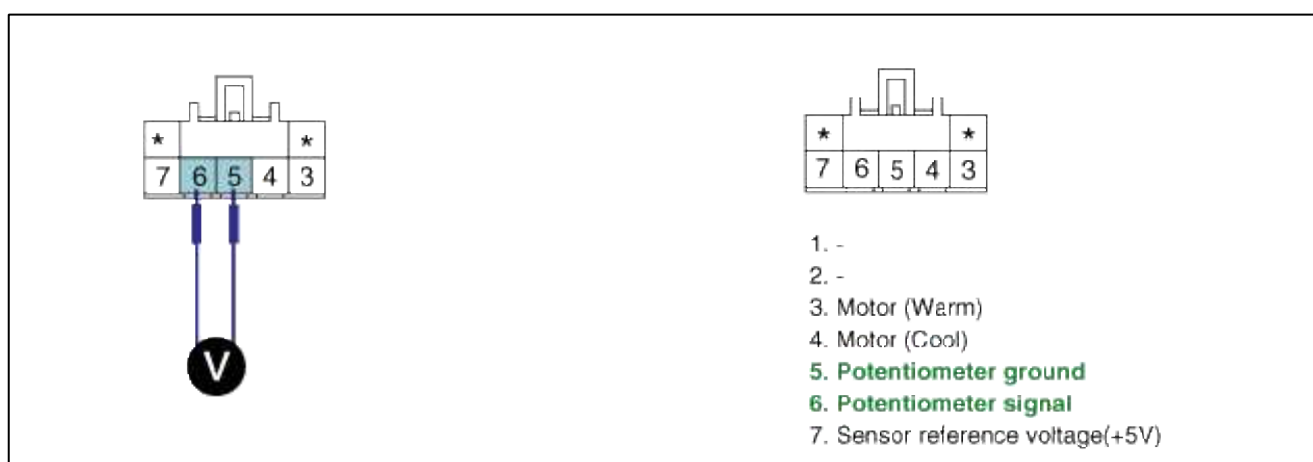 * *
7 6 5 4 3
V
* *
7 6 5 4 3
1. -
2. -
3. Motor (Warm)
4. Motor (Cool)
5. Potentiometer ground
6. Potentiometer signal
7. Sensor reference voltage(+5V)